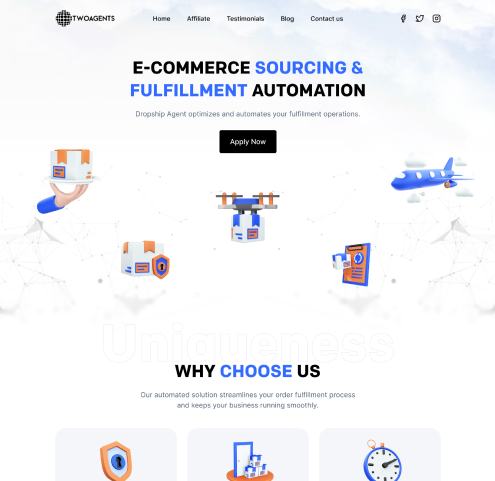 TWOAGENTS
Home Affiliate Testimonials Blog Contact us
E-COMMERCE SOURCING &
FULFILLMENT AUTOMATION
Dropship Agent optimizes and automates your fulfillment operations.
Apply Now
Uniqueness
WHY CHOOSE US
Our automated solution streamlines your order fulfillment process
and keeps your business running smoothly.